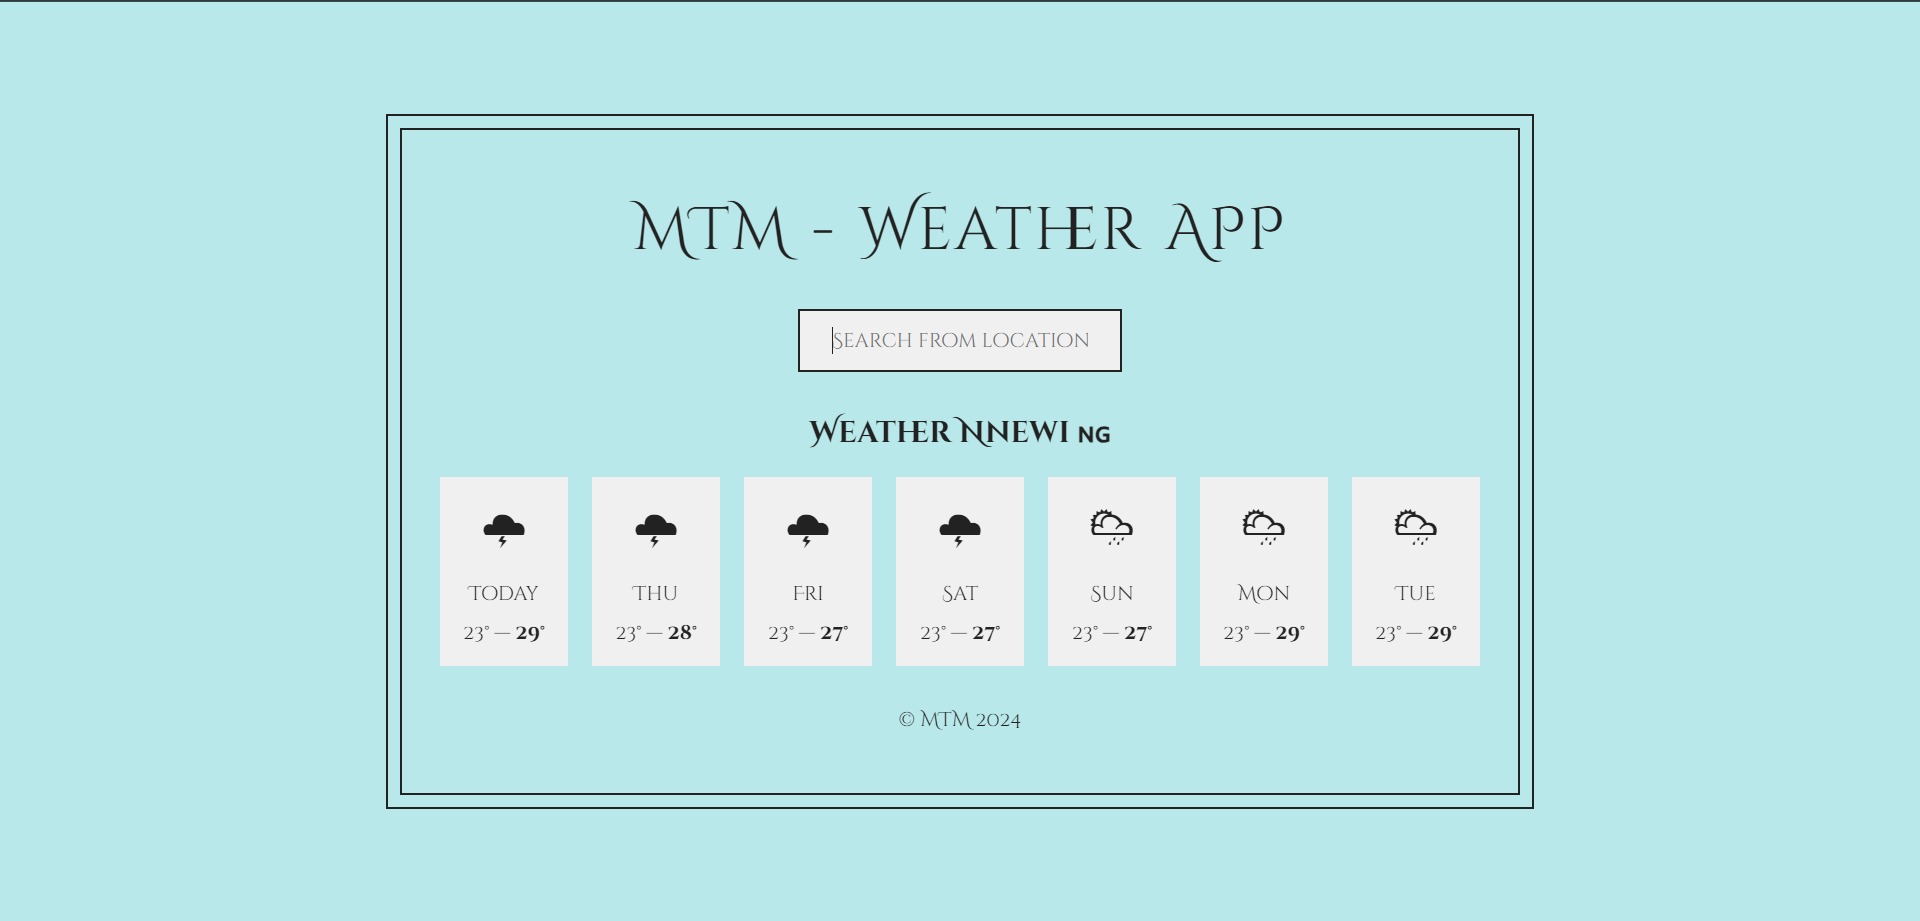 MTM - Weather App
Search from location
Weather Nnewi NG
Today Thu Fri Sat Sun Mon Tue
23° — 29° 23° — 28° 23° — 27° 23° — 27° 23° — 27° 23° — 29° 23° — 29°
© MTM 2024